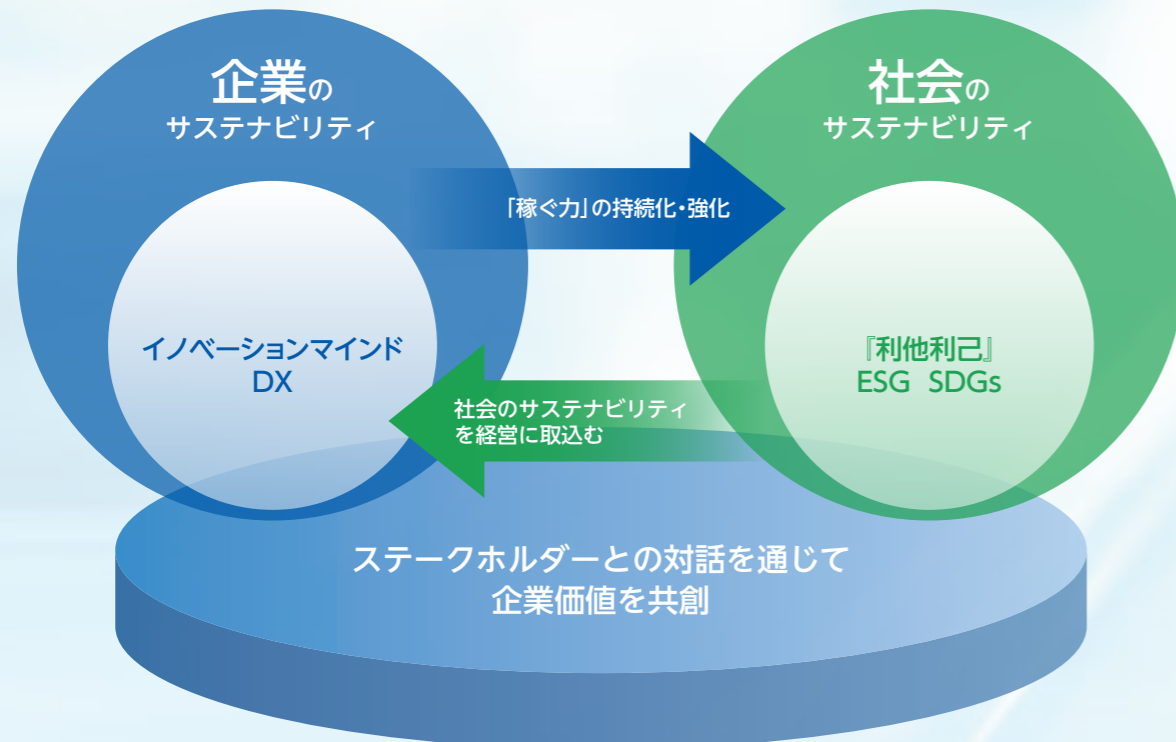 企業の
サステナビリティ
社会の
サステナビリティ
「稼ぐ力」の持続化・強化
イノベーションマインド
DX
『利他利己』
ESG SDGs
社会のサステナビリティ
を経営に取込む
ステークホルダーとの対話を通じて
企業価値を共創